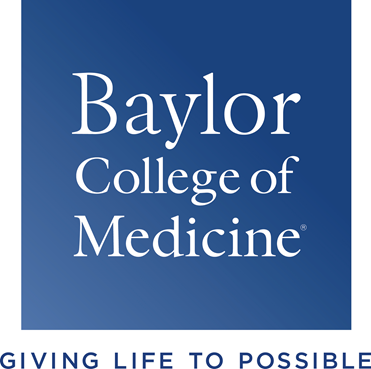 Baylor
College of
Medicine®
GIVING LIFE TO POSSIBLE